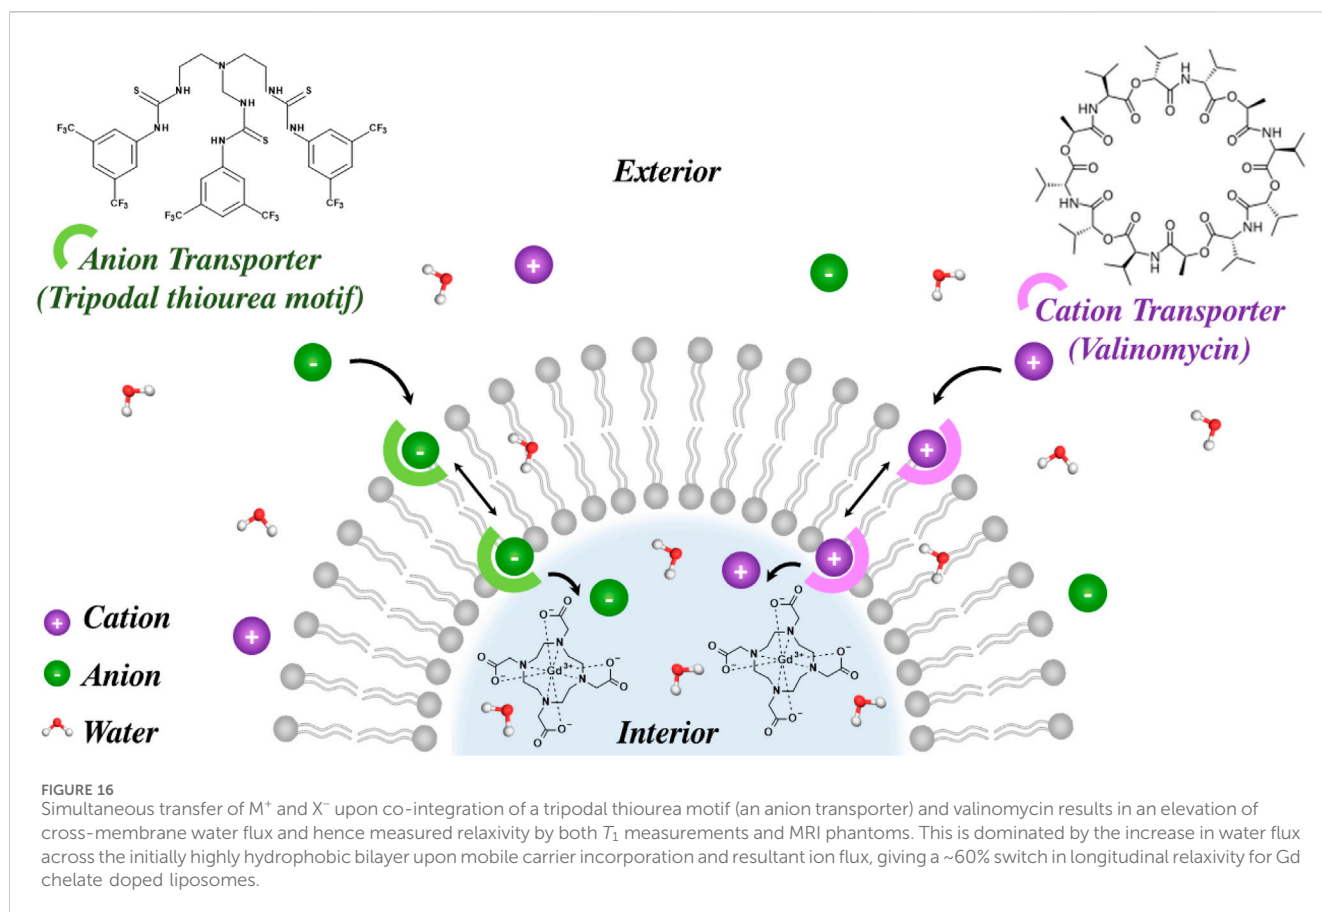 Exterior
Anion Transporter
(Tripodal thiourea motif)
Cation Transporter
(Valinomycin)
Cation
Anion
Water
Interior
FIGURE 16
Simultaneous transfer of M⁺ and X⁻ upon co-integration of a tripodal thiourea motif (an anion transporter) and valinomycin results in an elevation of
cross-membrane water flux and hence measured relaxivity by both T₁ measurements and MRI phantoms. This is dominated by the increase in water flux
across the initially highly hydrophobic bilayer upon mobile carrier incorporation and resultant ion flux, giving a ~60% switch in longitudinal relaxivity for Gd
chelate doped liposomes.